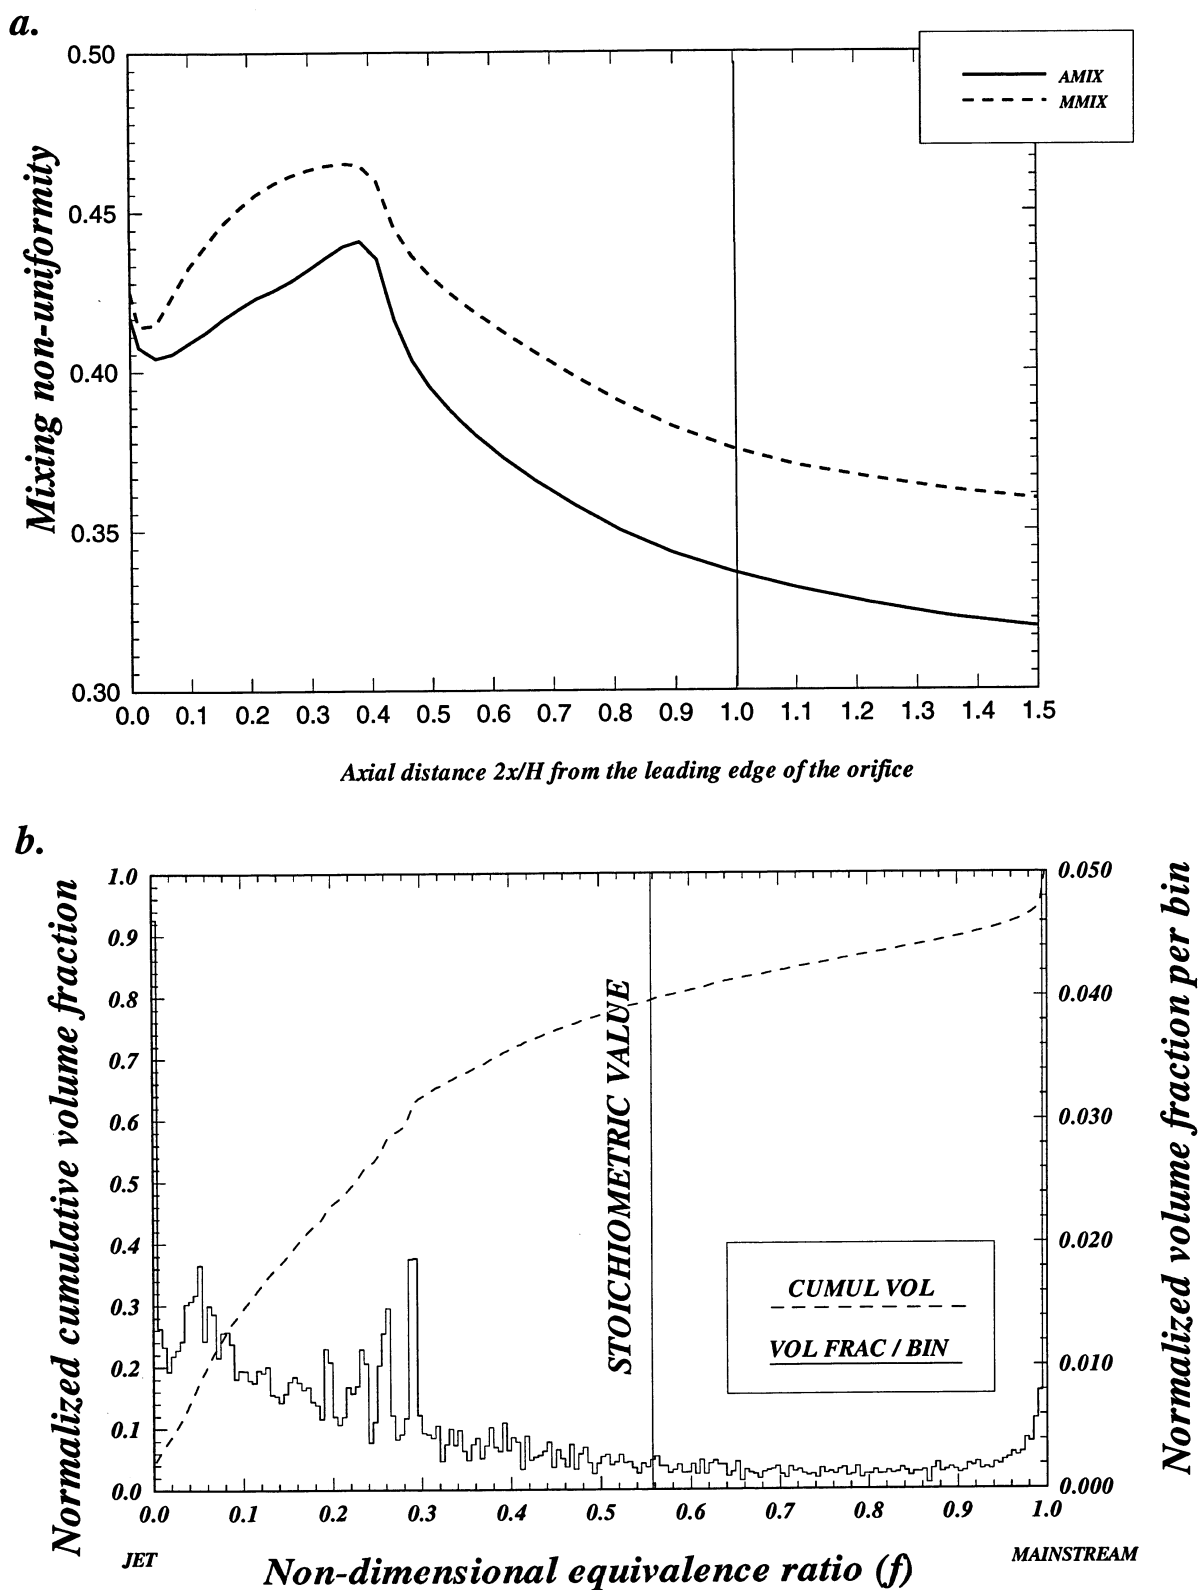 a.
0.50
0.45
0.40
0.35
0.30
Mixing non-uniformity
AMIX
MMIX
0.0 0.1 0.2 0.3 0.4 0.5 0.6 0.7 0.8 0.9 1.0 1.1 1.2 1.3 1.4 1.5
Axial distance 2x/H from the leading edge of the orifice
b.
Normalized cumulative volume fraction
1.0
0.9
0.8
0.7
0.6
0.5
0.4
0.3
0.2
0.1
0.0
STOICHIOMETRIC VALUE
CUMUL VOL
VOL FRAC / BIN
0.050
0.040
0.030
0.020
0.010
0.000
Normalized volume fraction per bin
0.0 0.1 0.2 0.3 0.4 0.5 0.6 0.7 0.8 0.9 1.0
JET
MAINSTREAM
Non-dimensional equivalence ratio (f)